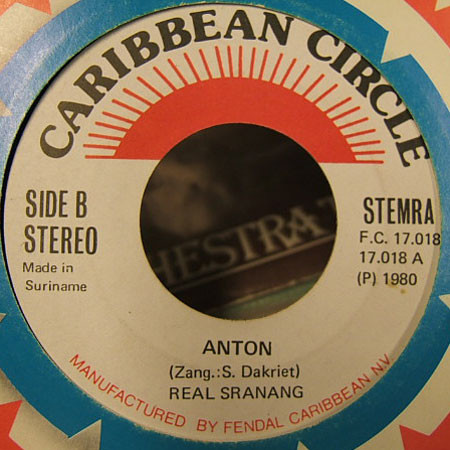 CARIBBEAN CIRCLE
SIDE B
STEREO
Made in
Suriname
STEMRA
F.C. 17.018
17.018 A
(P) 1980
HESTRA
ANTON
(Zang.:S. Dakriet)
REAL SRANANG
MANUFACTURED BY FENDAL CARIBBEAN N.V.